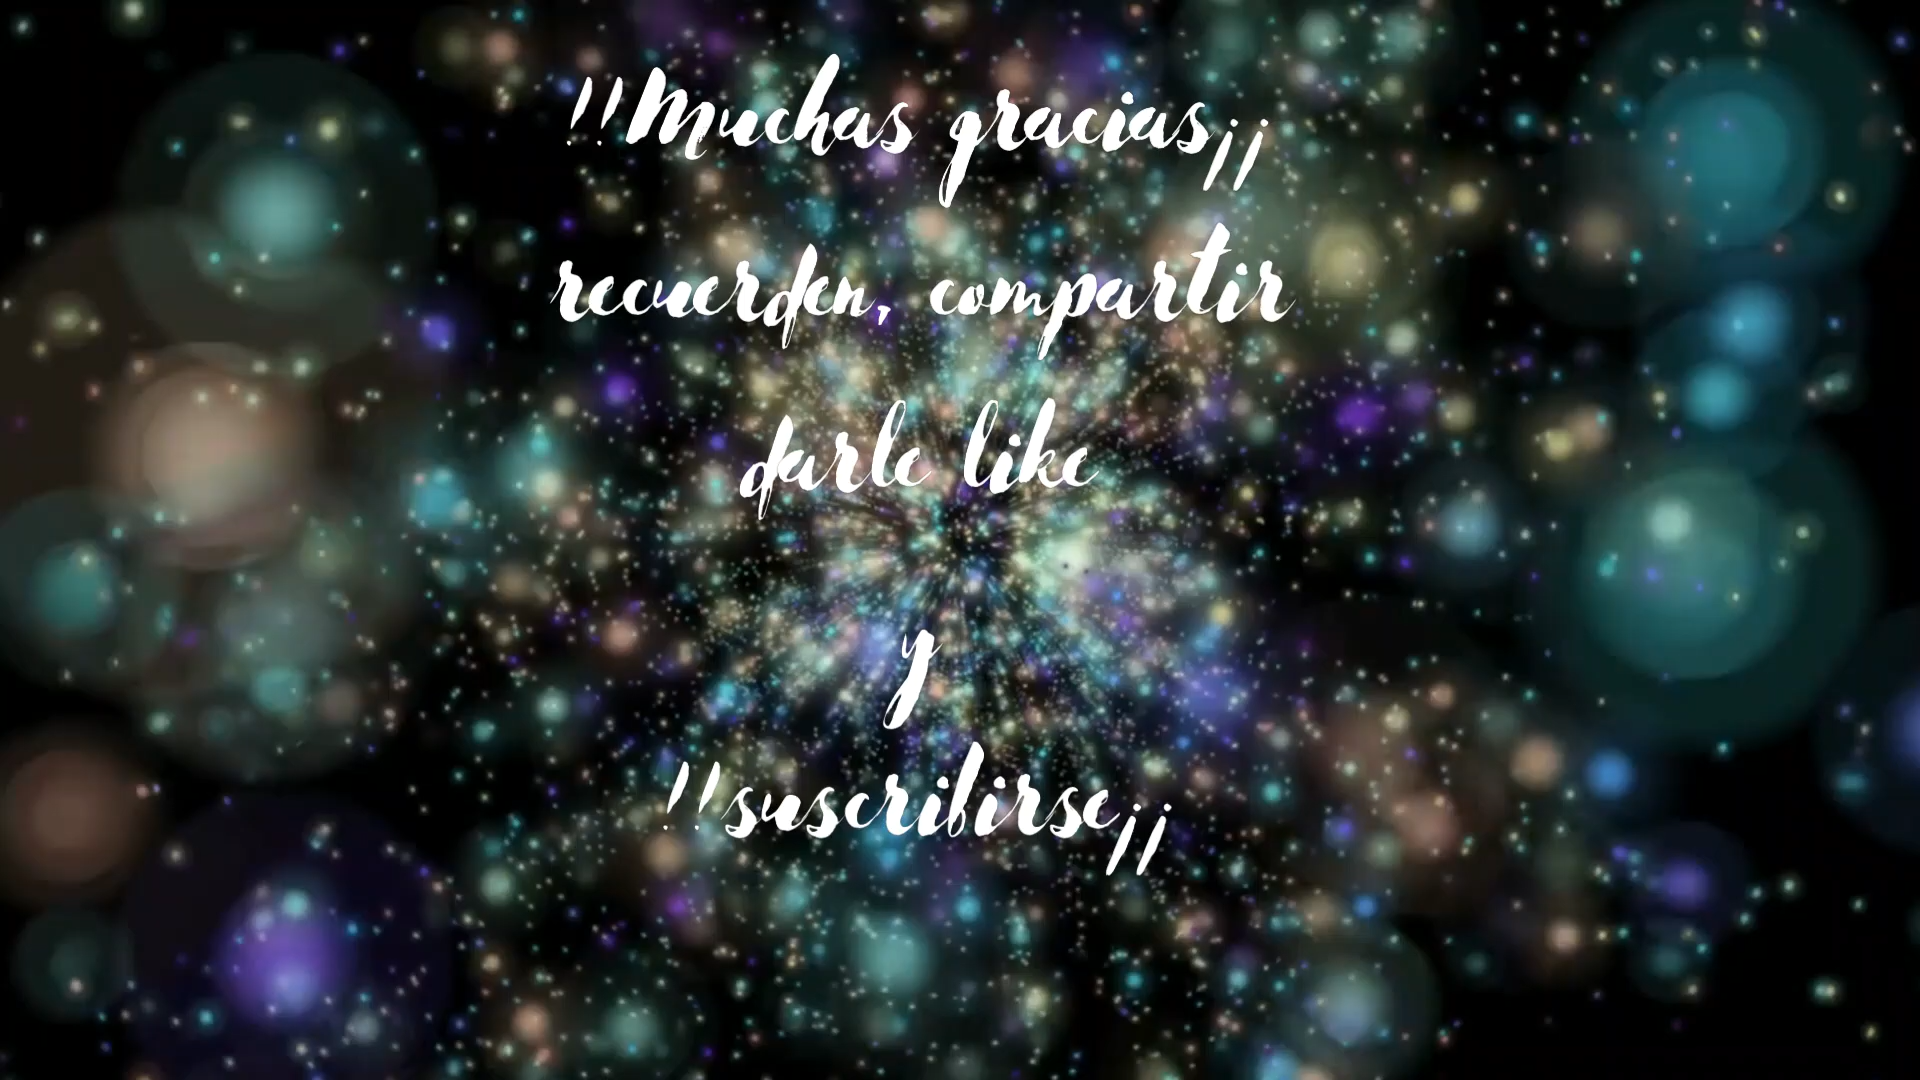 !!Muchas gracias¡¡
recuerden, compartir
darle like
y
!!suscribirse¡¡